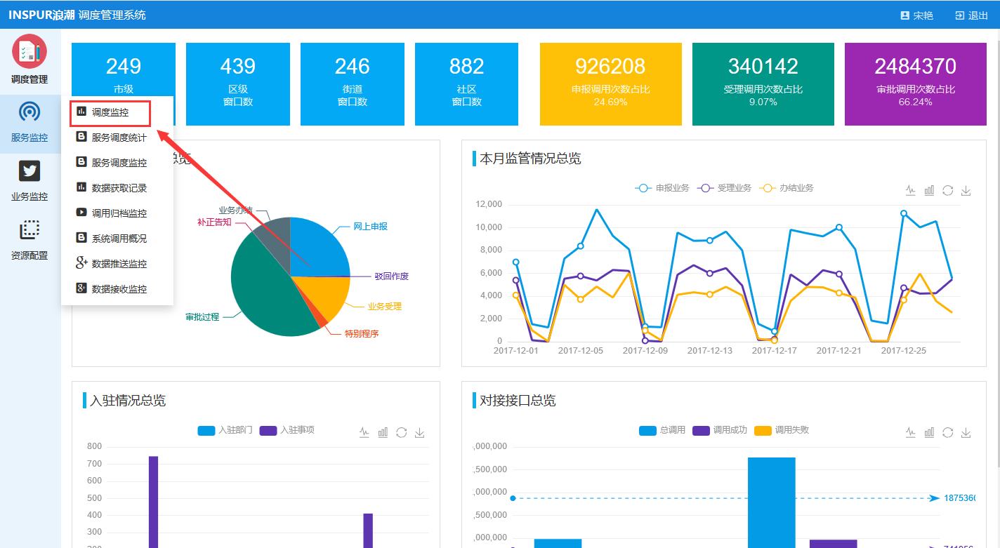 INSPUR浪潮 调度管理系统
宋艳
退出
调度管理
服务监控
业务监控
资源配置
调度监控
服务调度统计
服务调度监控
数据获取记录
调用归档监控
系统调用概况
数据推送监控
数据接收监控
249
市级
439
区级
窗口数
246
街道
窗口数
882
社区
窗口数
926208
申报调用次数占比
24.69%
340142
受理调用次数占比
9.07%
2484370
审批调用次数占比
66.24%
总览
业务办结
补正告知
网上申报
驳回作废
业务受理
特别程序
审批过程
本月监管情况总览
申报业务 受理业务 办结业务
12,000
10,000
8,000
6,000
4,000
2,000
0
2017-12-01 2017-12-05 2017-12-09 2017-12-13 2017-12-17 2017-12-21 2017-12-25
入驻情况总览
入驻部门 入驻事项
800
700
600
500
400
300
对接接口总览
总调用 调用成功 调用失败
,000,000
,500,000
,000,000
,500,000
,000,000
187536